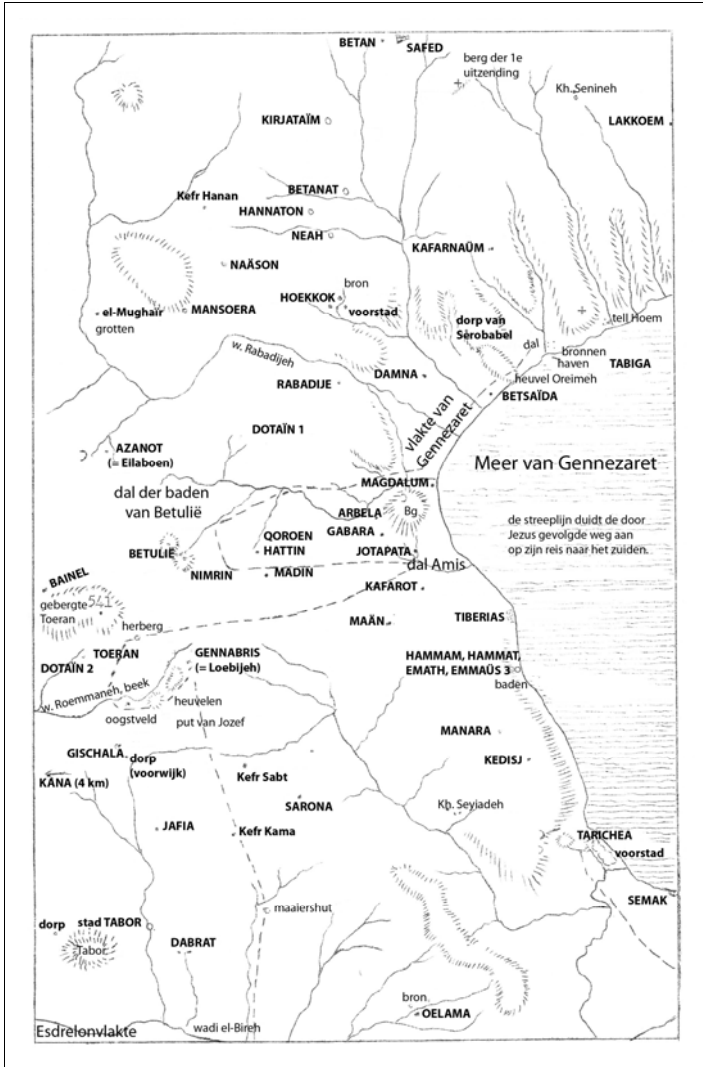 BETAN
SAFED
berg der 1e
uitzending
Kh. Senineh
LAKKOEM
KIRJATAÏM
Kefr Hanan
BETANAT
HANNATON
NEAH
KAFARNAÜM
NAÄSON
bron
HOEKKOK
voorstad
el-Mughaïr
grotten
MANSOERA
dorp van
Sèrobabel
tell Hoem
dal
bronnen
haven
TABIGA
w. Rabadijeh
DAMNA
heuvel Oreimeh
RABADIJE
BETSAÏDA
vlakte van
Gennezaret
DOTAÏN 1
AZANOT
(= Eilaboen)
Meer van Gennezaret
MAGDALUM
dal der baden
van Betulië
ARBELA
Bg
de streeplijn duidt de door
Jezus gevolgde weg aan
op zijn reis naar het zuiden.
GABARA
QOROEN
HATTIN
BETULIE
JOTAPATA
dal Amis
NIMRIN
MADIN
BAINEL
KAFAROT
gebergte
Toeran
541
herberg
MAÄN
TIBERIAS
TOERAN
GENNABRIS
(= Loebijeh)
DOTAÏN 2
HAMMAM, HAMMAT,
EMATH, EMMAÜS 3
baden
w. Roemmaneh, beek
heuvelen
oogstveld
put van Jozef
MANARA
GISCHALA
dorp
(voorwijk)
KEDISJ
KANA (4 km)
Kefr Sabt
SARONA
Kh. Seyiadeh
JAFIA
Kefr Kama
TARICHEA
voorstad
SEMAK
maaiershut
dorp
stad TABOR
Tabor
DABRAT
bron
OELAMA
Esdrelonvlakte
wadi el-Bireh